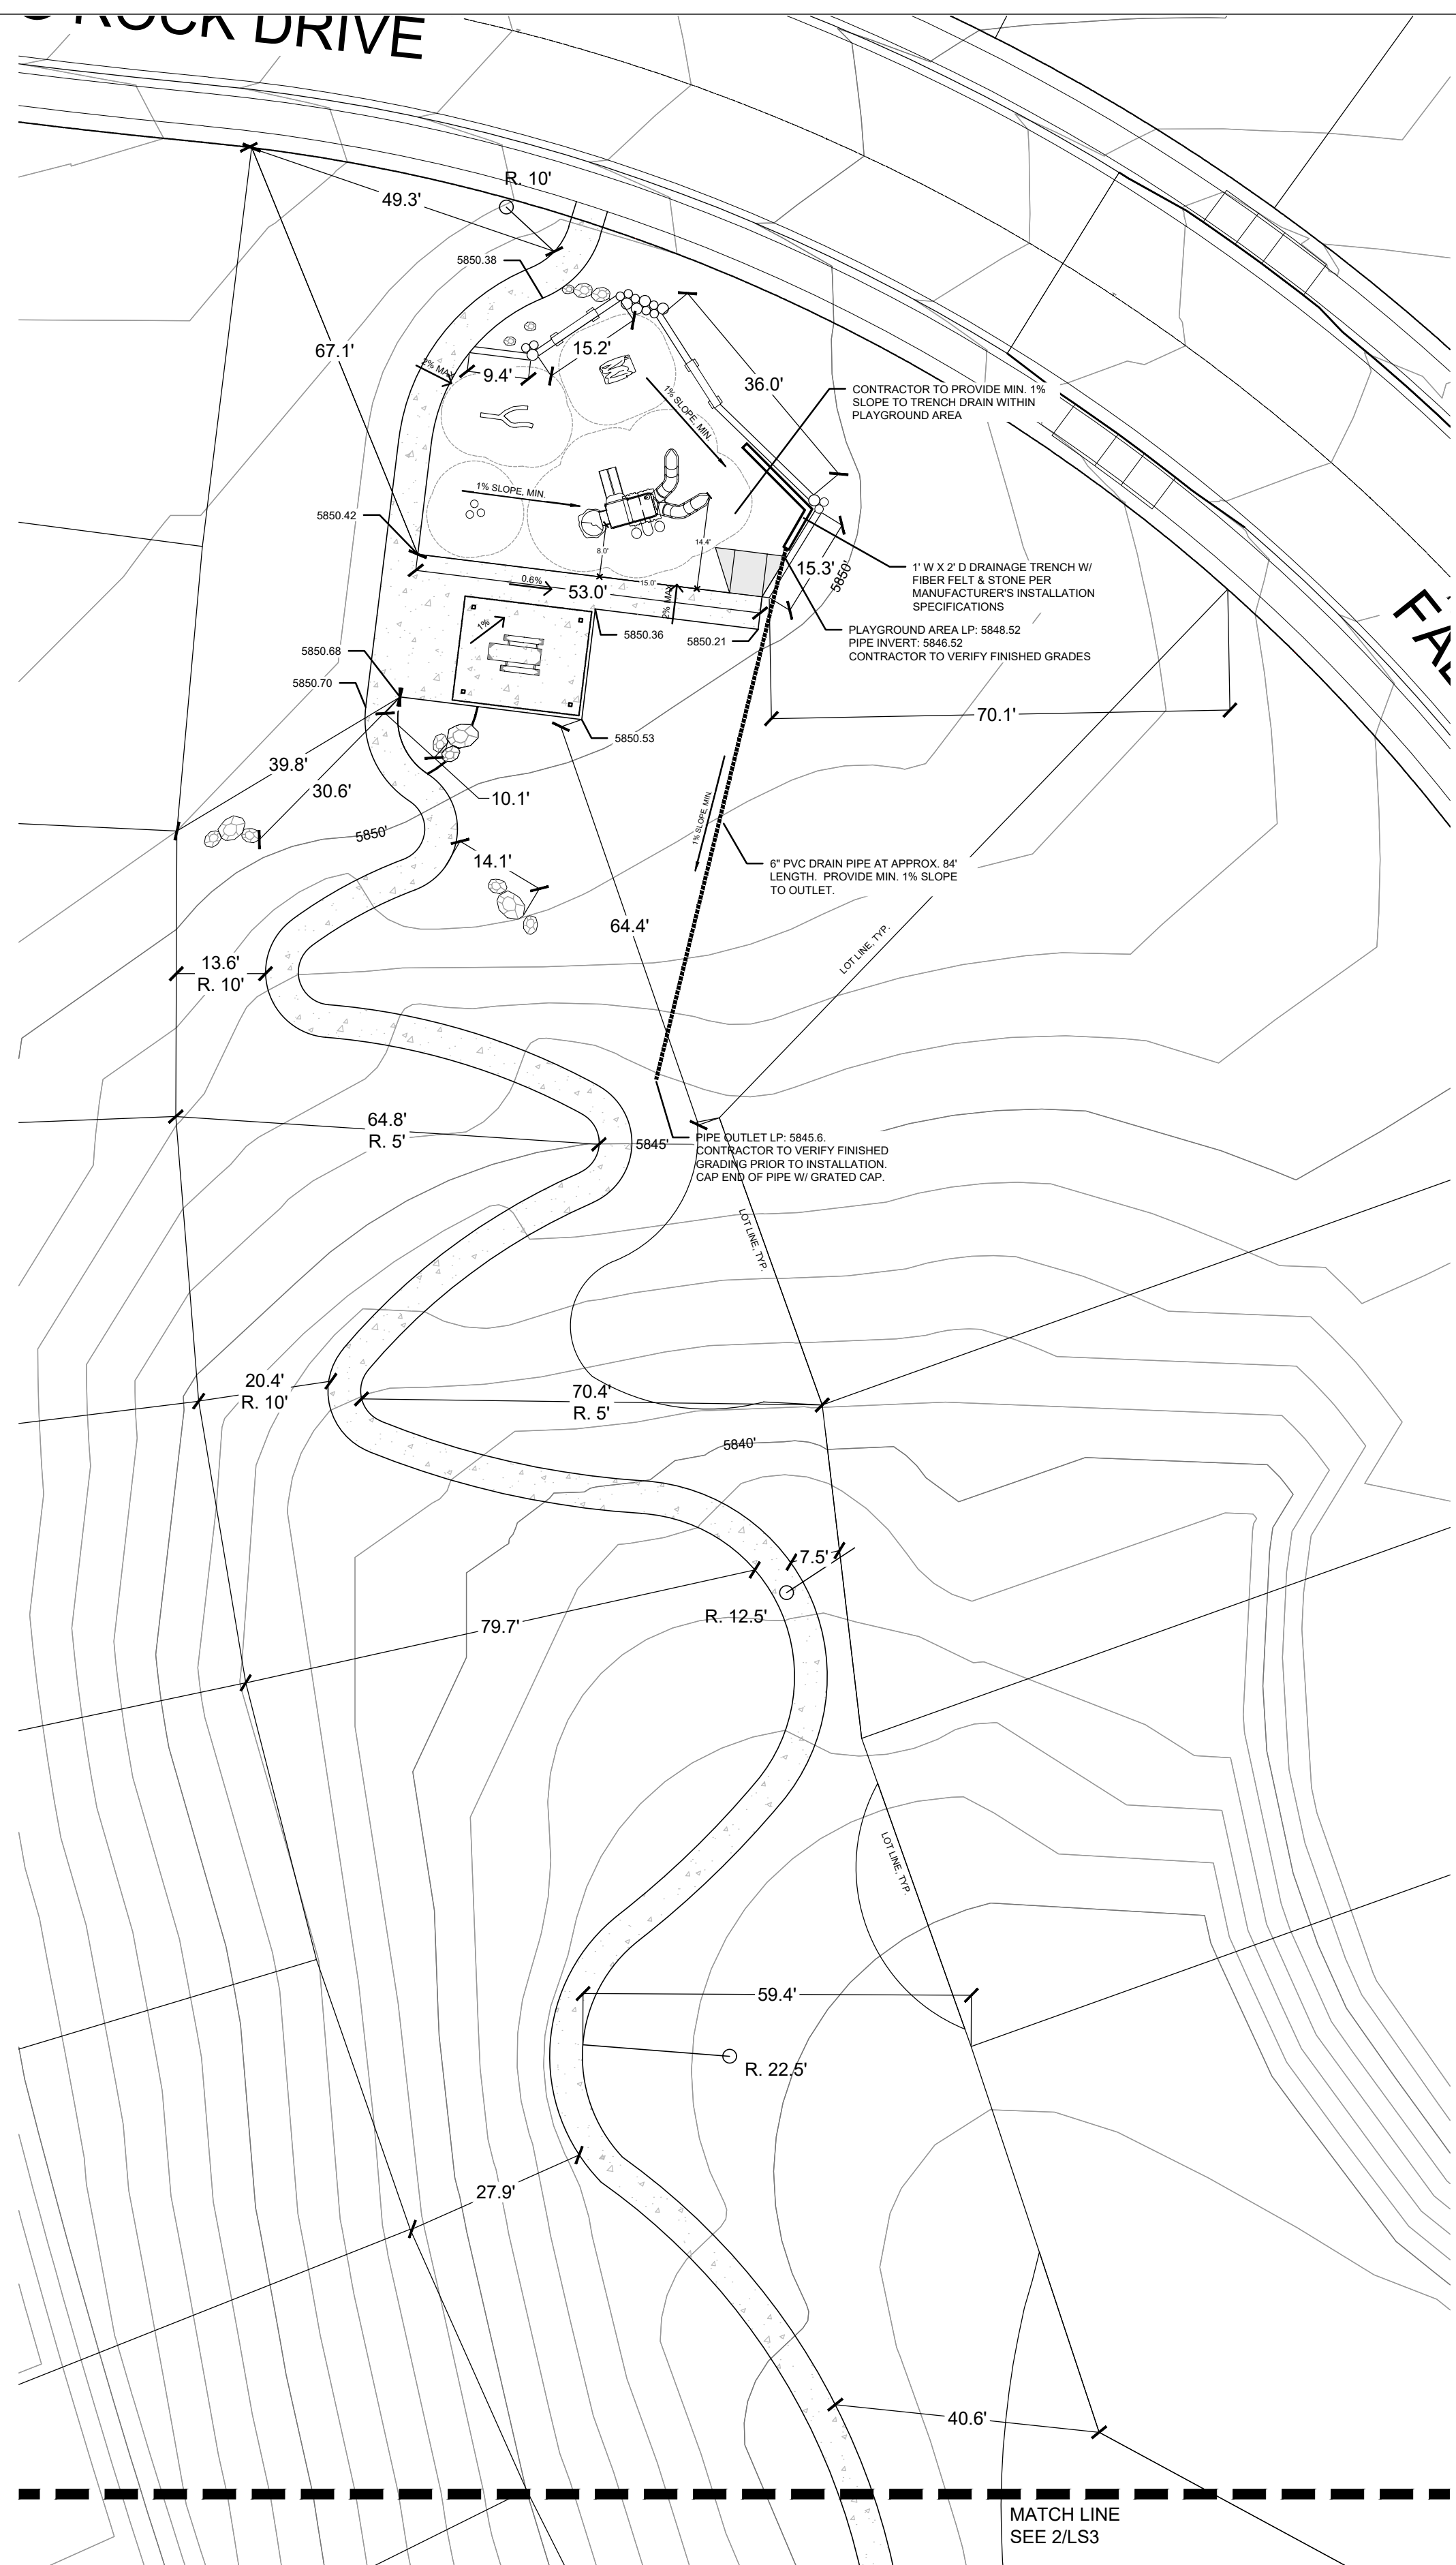 ROCK DRIVE
R. 10'
49.3'
5850.38
67.1'
15.2'
2% MAX
9.4'
36.0'
1% SLOPE, MIN.
CONTRACTOR TO PROVIDE MIN. 1%
SLOPE TO TRENCH DRAIN WITHIN
PLAYGROUND AREA
1% SLOPE, MIN.
5850.42
14.4'
8.0'
15.3'
5850'
1' W X 2' D DRAINAGE TRENCH W/
FIBER FELT & STONE PER
MANUFACTURER'S INSTALLATION
SPECIFICATIONS
0.6%
15.0'
53.0'
2% MAX
1%
5850.36
5850.21
PLAYGROUND AREA LP: 5848.52
PIPE INVERT: 5846.52
CONTRACTOR TO VERIFY FINISHED GRADES
5850.68
5850.70
70.1'
5850.53
39.8'
30.6'
10.1'
1% SLOPE, MIN.
5850'
14.1'
6" PVC DRAIN PIPE AT APPROX. 84'
LENGTH. PROVIDE MIN. 1% SLOPE
TO OUTLET.
64.4'
LOT LINE, TYP.
13.6'
R. 10'
64.8'
R. 5'
5845'
PIPE OUTLET LP: 5845.6.
CONTRACTOR TO VERIFY FINISHED
GRADING PRIOR TO INSTALLATION.
CAP END OF PIPE W/ GRATED CAP.
LOT LINE, TYP.
20.4'
R. 10'
70.4'
R. 5'
5840'
7.5'
R. 12.5'
79.7'
LOT LINE, TYP.
59.4'
R. 22.5'
27.9'
40.6'
MATCH LINE
SEE 2/LS3